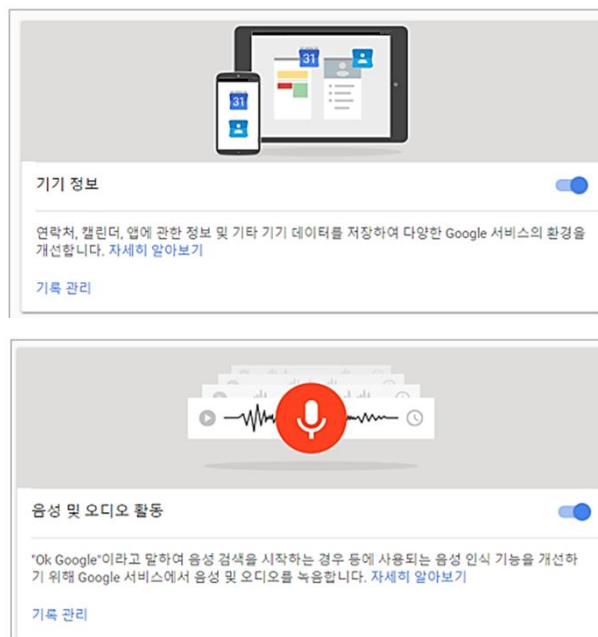 31
31
기기 정보
연락처, 캘린더, 앱에 관한 정보 및 기타 기기 데이터를 저장하여 다양한 Google 서비스의 환경을
개선합니다. 자세히 알아보기
기록 관리
음성 및 오디오 활동
"Ok Google"이라고 말하여 음성 검색을 시작하는 경우 등에 사용되는 음성 인식 기능을 개선하
기 위해 Google 서비스에서 음성 및 오디오를 녹음합니다. 자세히 알아보기
기록 관리